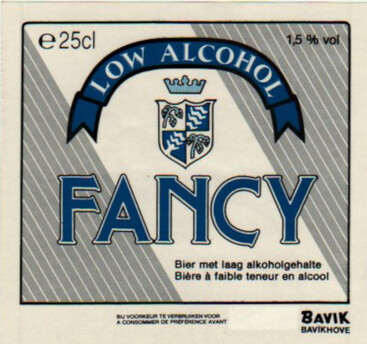 e25cl
1,5 % vol
LOW ALCOHOL
FANCY
Bier met laag alkoholgehalte
Bière à faible teneur en alcool
BIJ VOORKEUR TE VERBRUIKEN VOOR
A CONSOMMER DE PRÉFÉRENCE AVANT
BAVIK
BAVIKHOVE